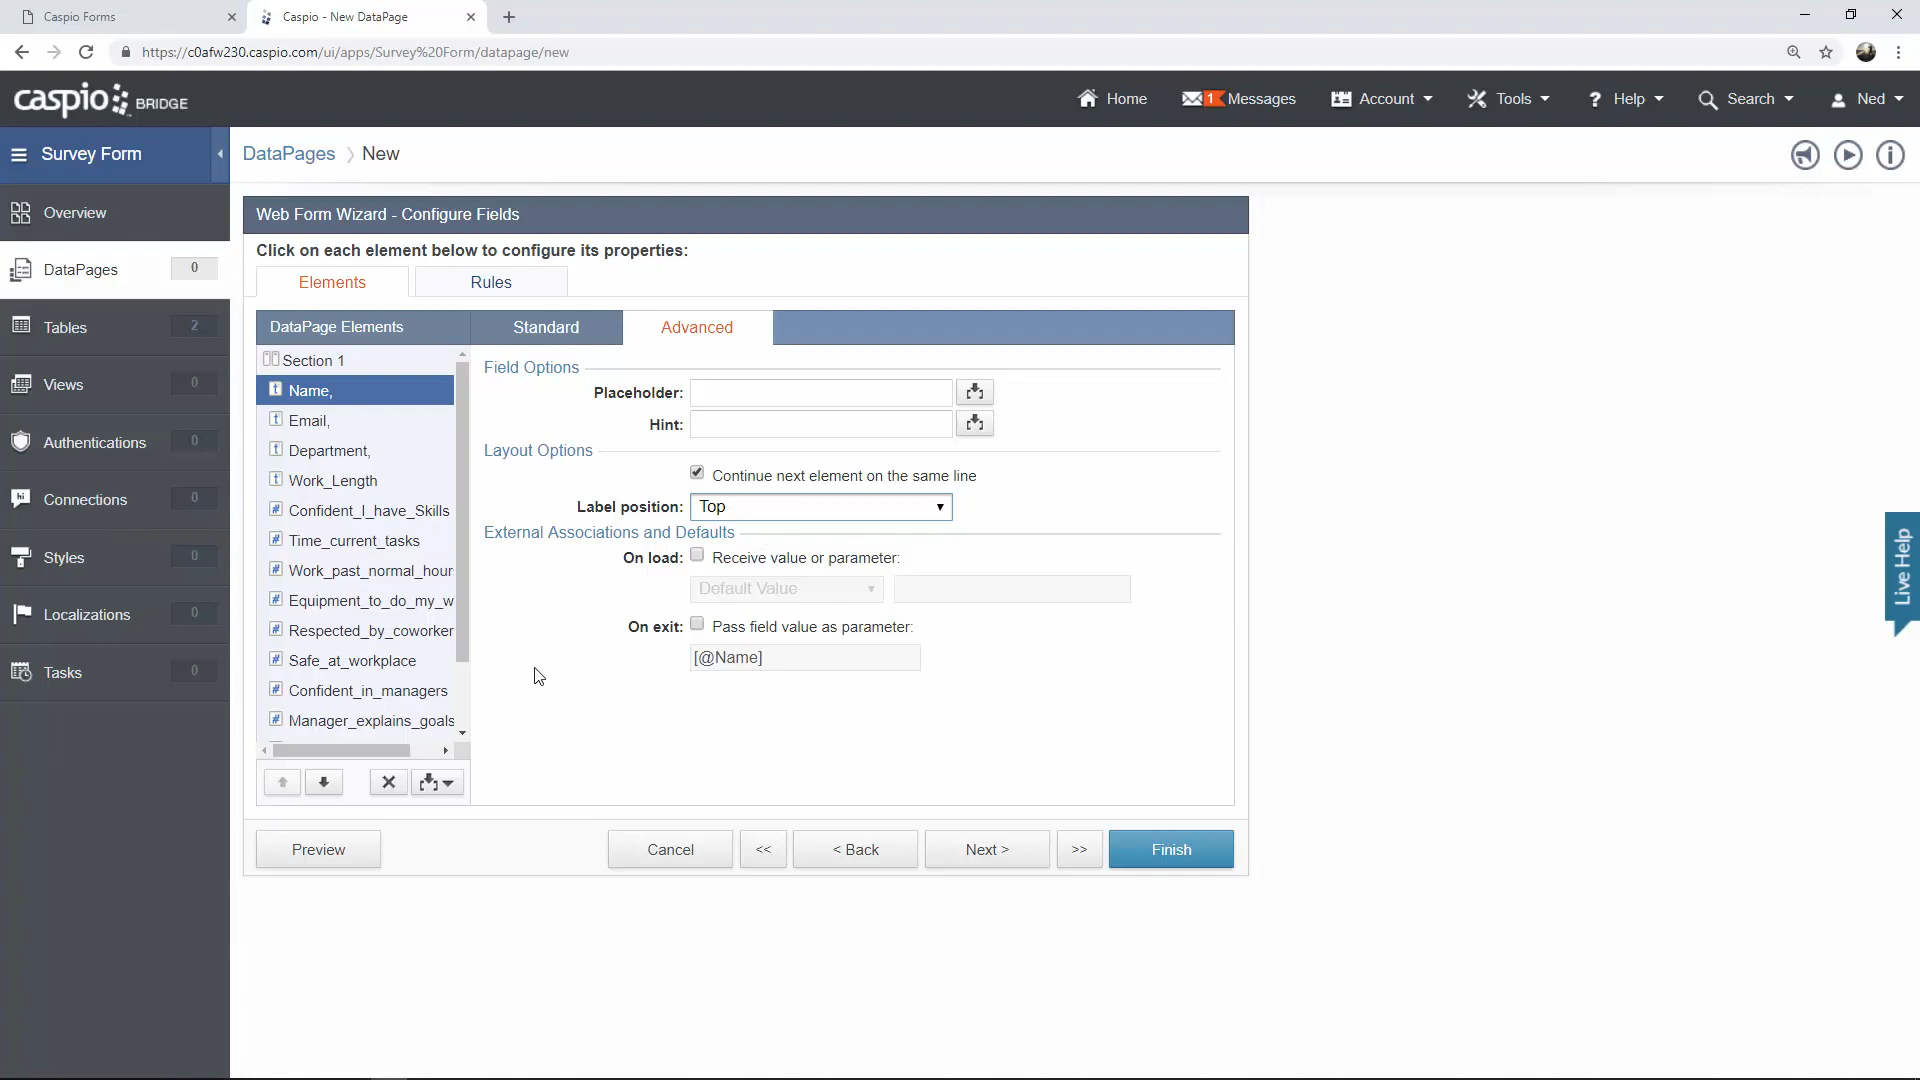 Caspio Forms
Caspio - New DataPage
https://c0afw230.caspio.com/ui/apps/Survey%20Form/datapage/new
caspio BRIDGE
Home
1 Messages
Account
Tools
? Help
Search
Ned
Survey Form
DataPages
New
Overview
DataPages 0
Tables 2
Views 0
Authentications 0
hi Connections 0
Styles 0
Localizations 0
Tasks 0
Web Form Wizard - Configure Fields
Click on each element below to configure its properties:
Elements
Rules
DataPage Elements
Standard
Advanced
Section 1
t Name,
t Email,
t Department,
t Work_Length
# Confident_I_have_Skills
# Time_current_tasks
# Work_past_normal_hour
# Equipment_to_do_my_w
# Respected_by_coworker
# Safe_at_workplace
# Confident_in_managers
# Manager_explains_goals
Field Options
Placeholder:
Hint:
Layout Options
Continue next element on the same line
Label position: Top
External Associations and Defaults
On load: Receive value or parameter:
Default Value
On exit: Pass field value as parameter:
[@Name]
Preview
Cancel
<<
< Back
Next >
>>
Finish
Live Help